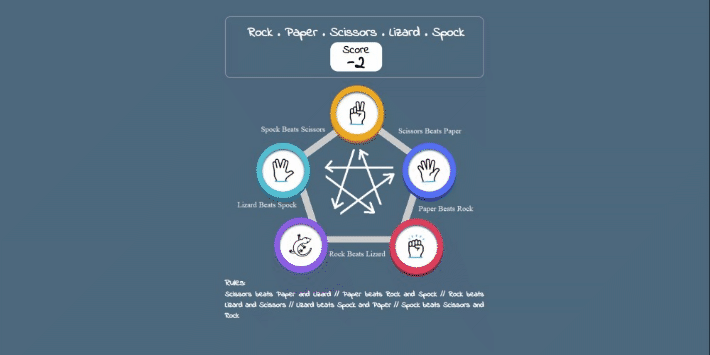 Rock . Paper . Scissors . Lizard . Spock
Score
-2
Spock Beats Scissors
Scissors Beats Paper
Lizard Beats Spock
Paper Beats Rock
Rock Beats Lizard
Rules:
Scissors beats Paper and Lizard // Paper beats Rock and Spock // Rock beats
Lizard and Scissors // Lizard beats Spock and Paper // Spock beats Scissors and
Rock